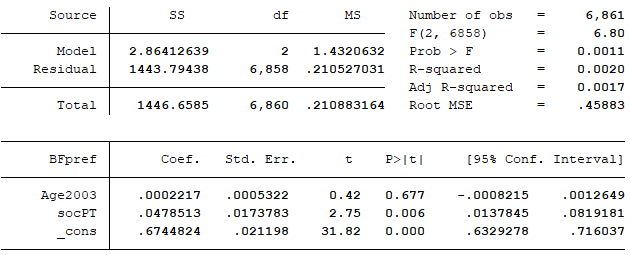 Source SS df MS Number of obs = 6,861
F(2, 6858) = 6.80
Model 2.86412639 2 1.4320632 Prob > F = 0.0011
Residual 1443.79438 6,858 .210527031 R-squared = 0.0020
Adj R-squared = 0.0017
Total 1446.6585 6,860 .210883164 Root MSE = .45883
BFpref Coef. Std. Err. t P>|t| [95% Conf. Interval]
Age2003 .0002217 .0005322 0.42 0.677 -.0008215 .0012649
socPT .0478513 .0173783 2.75 0.006 .0137845 .0819181
_cons .6744824 .021198 31.82 0.000 .6329278 .716037